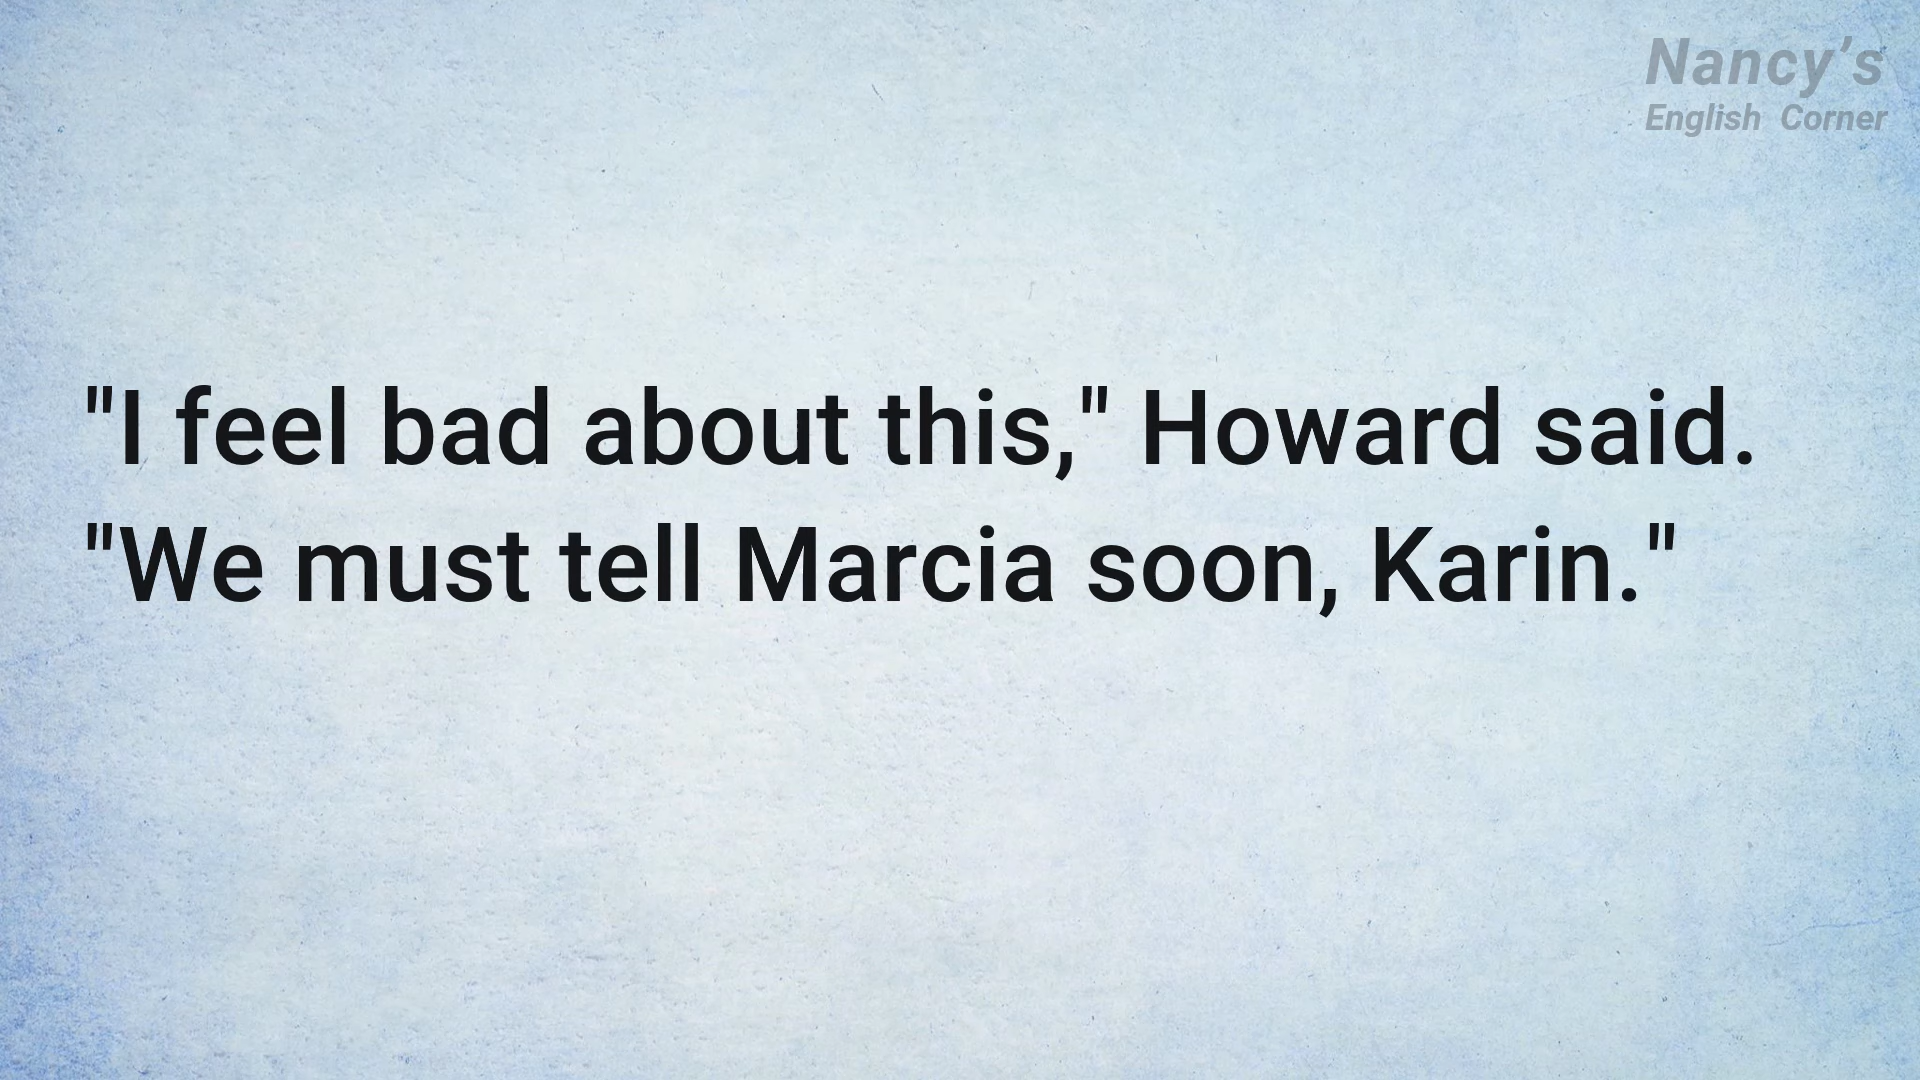 Nancy’s
English Corner
"I feel bad about this," Howard said.
"We must tell Marcia soon, Karin."